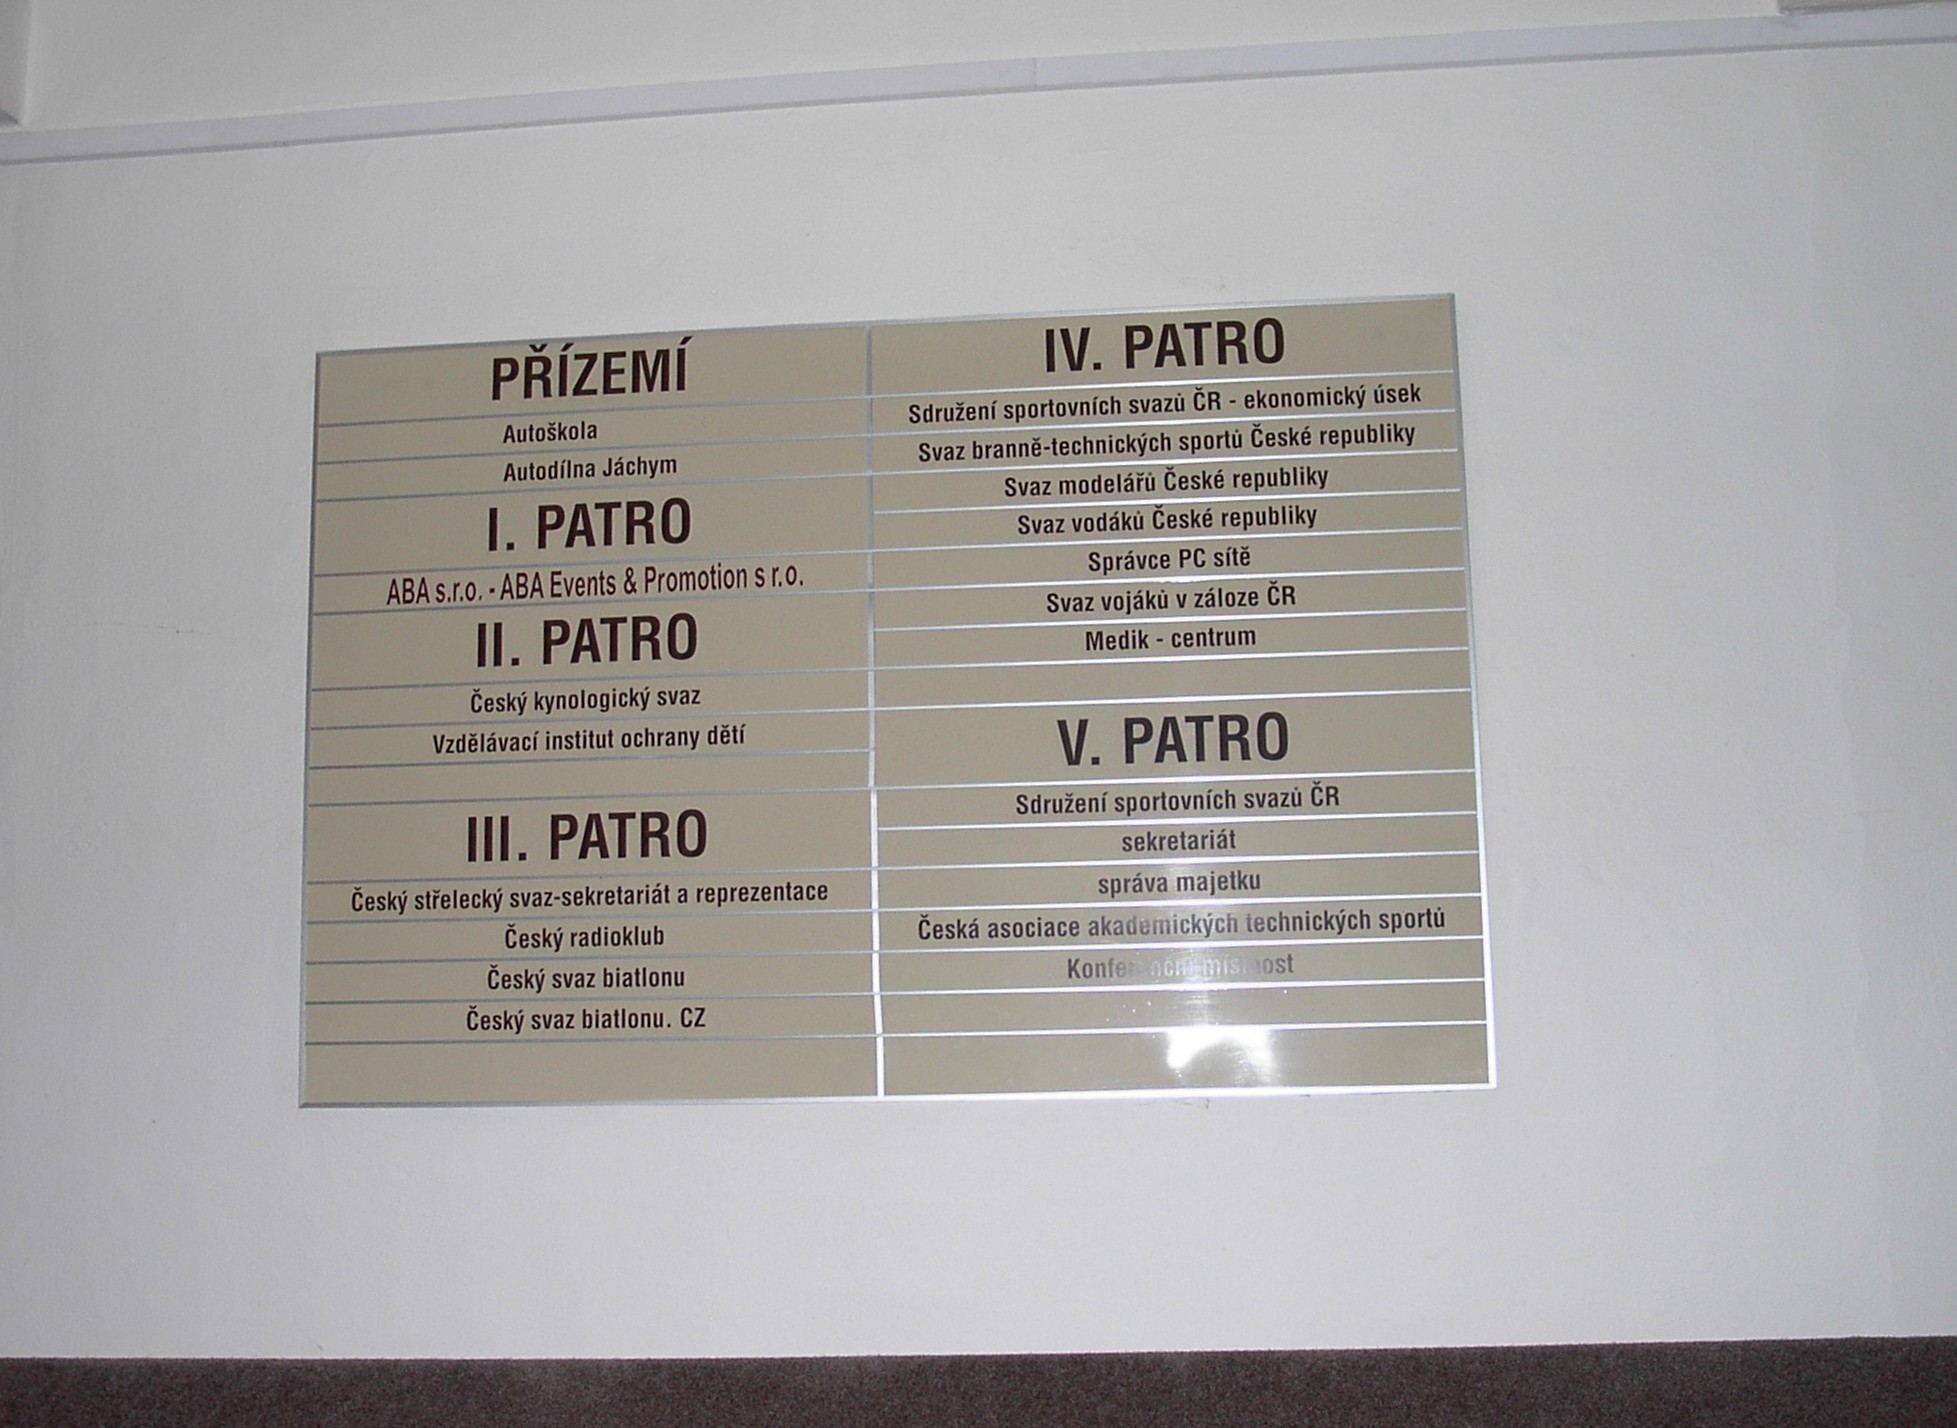 PŘÍZEMÍ
Autoškola
Autodílna Jáchym
I. PATRO
ABA s.r.o. - ABA Events & Promotion s r.o.
II. PATRO
Český kynologický svaz
Vzdělávací institut ochrany dětí
III. PATRO
Český střelecký svaz-sekretariát a reprezentace
Český radioklub
Český svaz biatlonu
Český svaz biatlonu. CZ
IV. PATRO
Sdružení sportovních svazů ČR - ekonomický úsek
Svaz branně-technických sportů České republiky
Svaz modelářů České republiky
Svaz vodáků České republiky
Správce PC sítě
Svaz vojáků v záloze ČR
Medik - centrum
V. PATRO
Sdružení sportovních svazů ČR
sekretariát
správa majetku
Česká asociace akademických technických sportů
Konferenční místnost